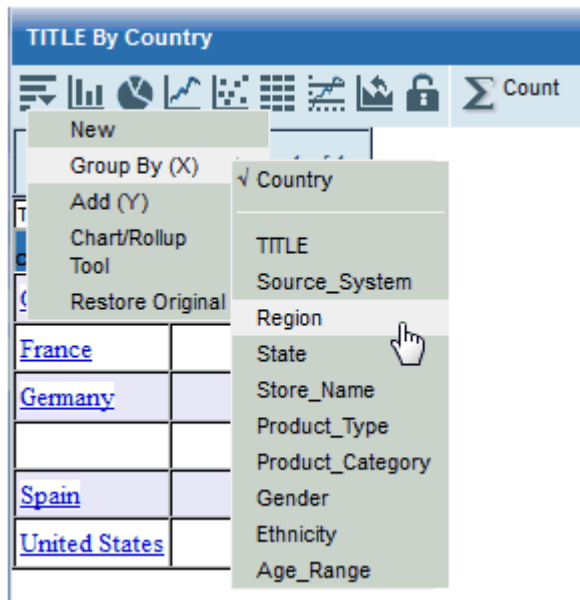 TITLE By Country
Count
New
Group By (X)
Add (Y)
Chart/Rollup
Tool
Restore Original
√ Country
TITLE
Source_System
Region
State
Store_Name
Product_Type
Product_Category
Gender
Ethnicity
Age_Range
France
Germany
Spain
United States